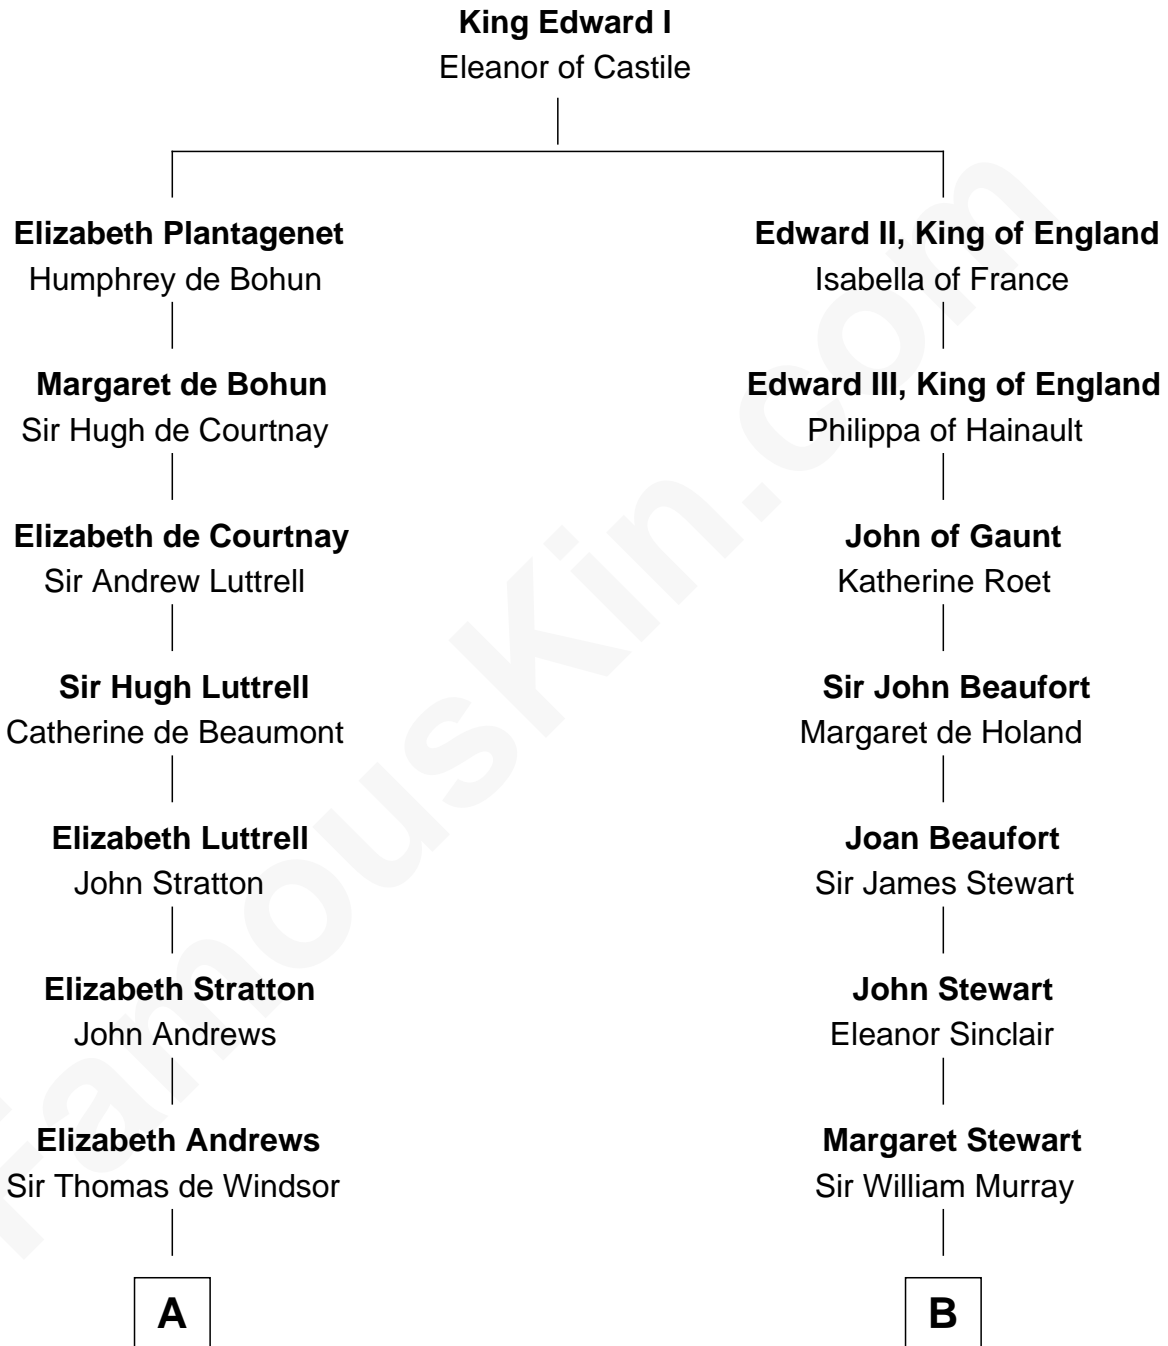 King Edward I
Eleanor of Castile
Elizabeth Plantagenet
Humphrey de Bohun
Edward II, King of England
Isabella of France
Margaret de Bohun
Sir Hugh de Courtnay
Edward III, King of England
Philippa of Hainault
Elizabeth de Courtnay
Sir Andrew Luttrell
John of Gaunt
Katherine Roet
Sir Hugh Luttrell
Catherine de Beaumont
Sir John Beaufort
Margaret de Holand
Elizabeth Luttrell
John Stratton
Joan Beaufort
Sir James Stewart
Elizabeth Stratton
John Andrews
John Stewart
Eleanor Sinclair
Elizabeth Andrews
Sir Thomas de Windsor
Margaret Stewart
Sir William Murray
A
B
FamousKin.com